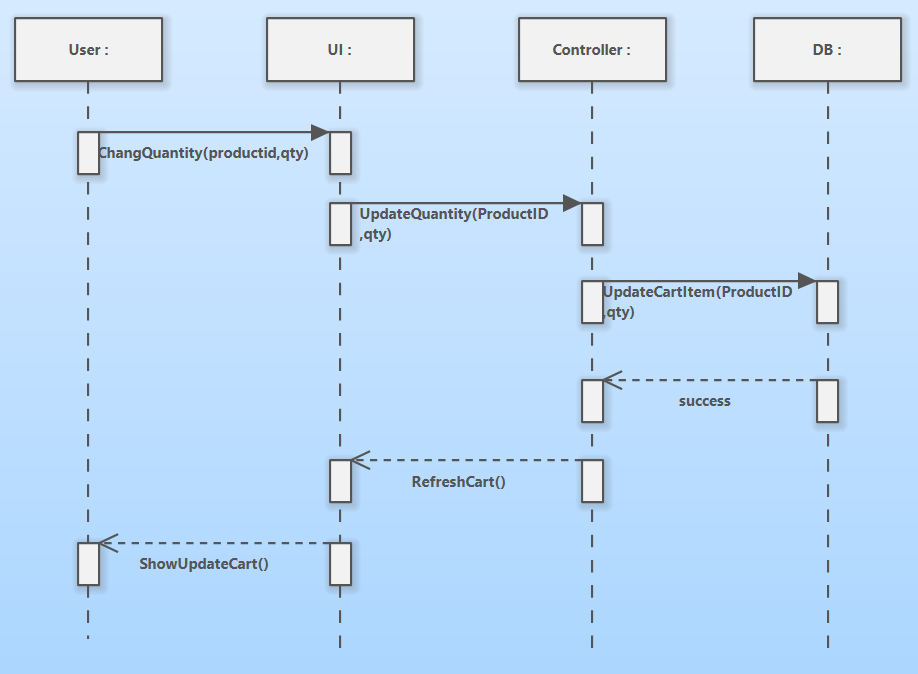 User :
UI :
Controller :
DB :
ChangQuantity(productid,qty)
UpdateQuantity(ProductID
,qty)
UpdateCartItem(ProductID
,qty)
success
RefreshCart()
ShowUpdateCart()